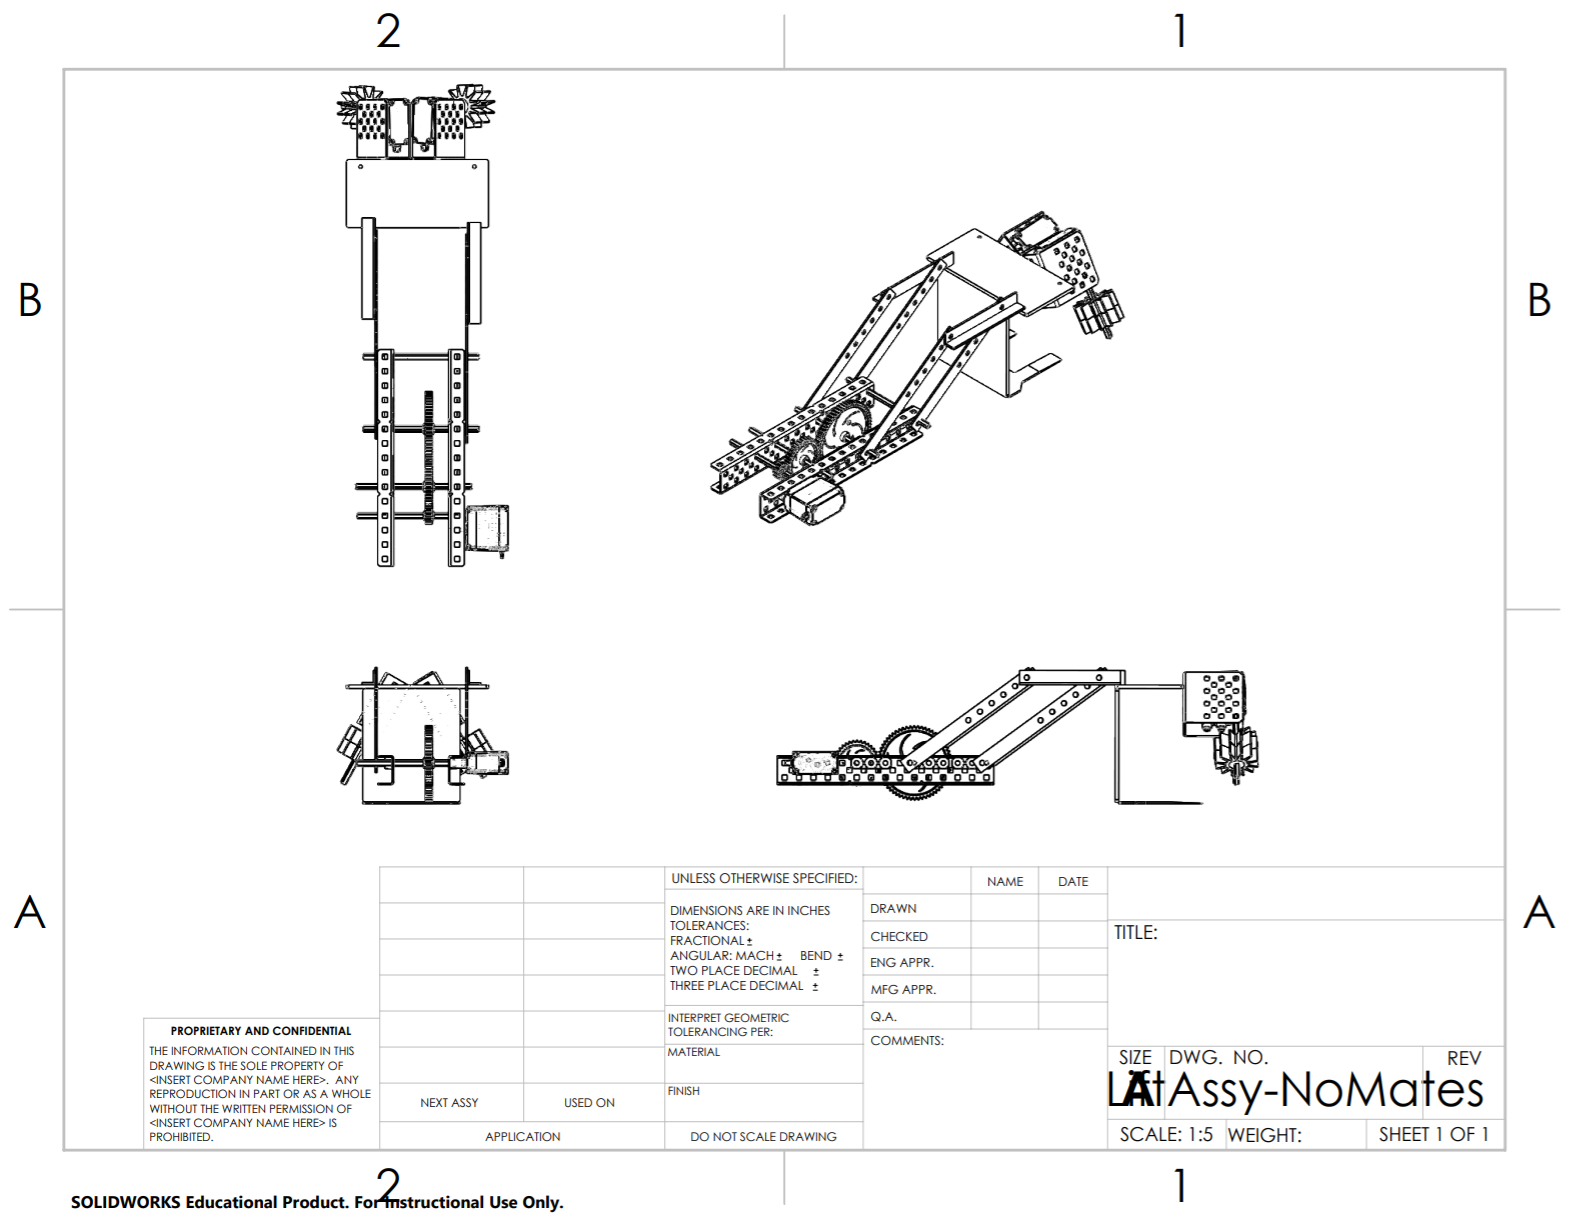 2
1
B
B
A
A
UNLESS OTHERWISE SPECIFIED:
DIMENSIONS ARE IN INCHES
TOLERANCES:
FRACTIONAL ±
ANGULAR: MACH ± BEND ±
TWO PLACE DECIMAL ±
THREE PLACE DECIMAL ±
INTERPRET GEOMETRIC
TOLERANCING PER:
MATERIAL
FINISH
DO NOT SCALE DRAWING
NAME DATE
DRAWN
CHECKED
ENG APPR.
MFG APPR.
Q.A.
COMMENTS:
TITLE:
SIZE DWG. NO. REV
A
LiftAssy-NoMates
SCALE: 1:5 WEIGHT: SHEET 1 OF 1
PROPRIETARY AND CONFIDENTIAL
THE INFORMATION CONTAINED IN THIS
DRAWING IS THE SOLE PROPERTY OF
<INSERT COMPANY NAME HERE>. ANY
REPRODUCTION IN PART OR AS A WHOLE
WITHOUT THE WRITTEN PERMISSION OF
<INSERT COMPANY NAME HERE> IS
PROHIBITED.
NEXT ASSY USED ON
APPLICATION
2
1
SOLIDWORKS Educational Product. For Instructional Use Only.